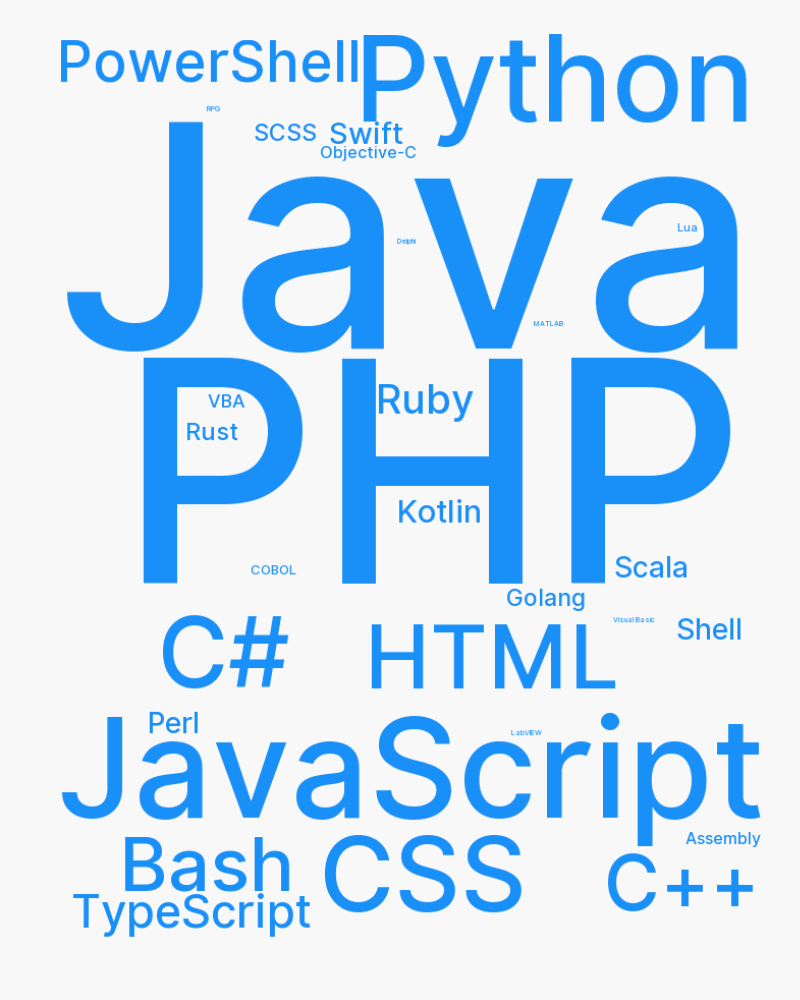 PowerShell
Python
RPG
SCSS
Swift
Objective-C
Java
Lua
Delphi
MATLAB
PHP
VBA
Ruby
Rust
Kotlin
COBOL
Scala
Golang
C#
HTML
Visual Basic
Shell
Perl
JavaScript
LabVIEW
Assembly
Bash
CSS
C++
TypeScript